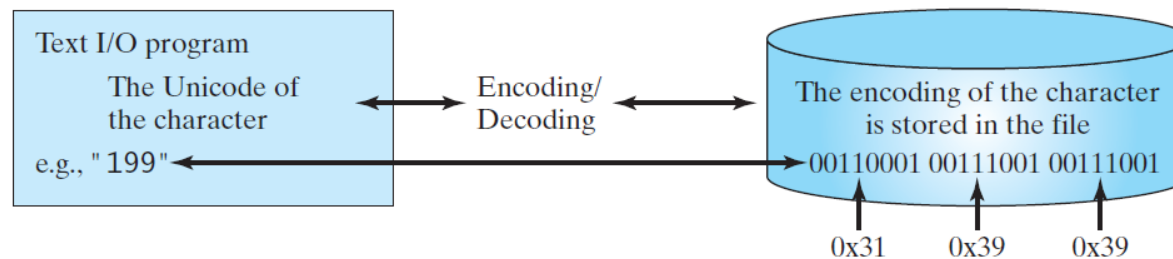 Text I/O program
The Unicode of
the character
e.g., "199"
Encoding/
Decoding
The encoding of the character
is stored in the file
00110001 00111001 00111001
0x31 0x39 0x39